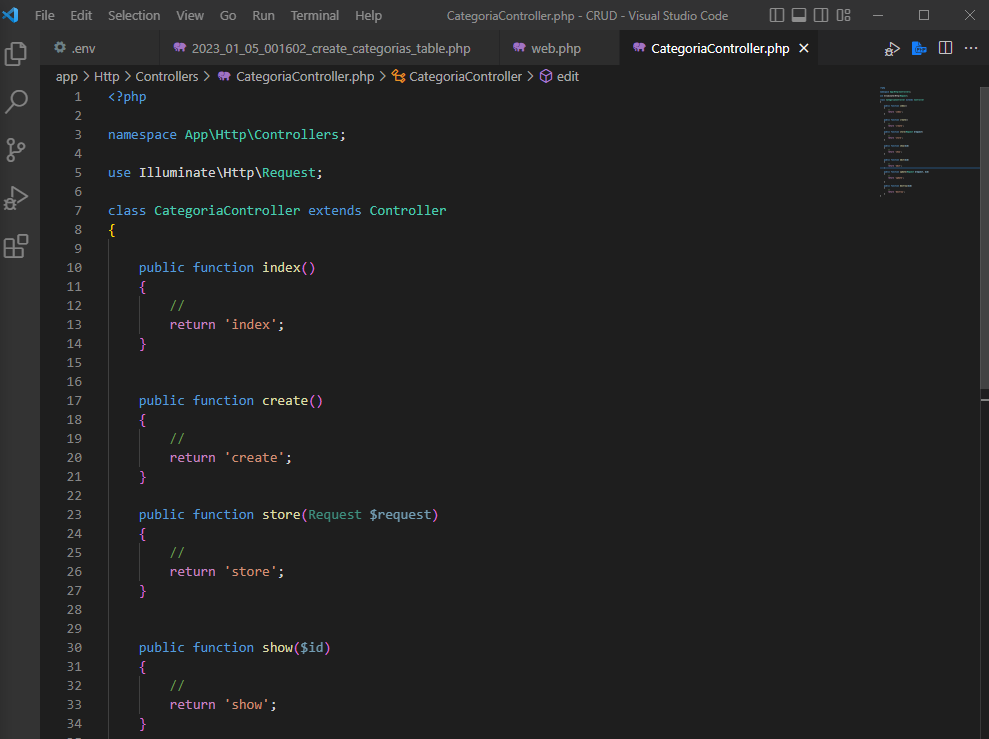 File Edit Selection View Go Run Terminal Help CategoriaController.php - CRUD - Visual Studio Code
.env 2023_01_05_001602_create_categorias_table.php web.php CategoriaController.php
app > Http > Controllers > CategoriaController.php > CategoriaController > edit
1 <?php
2
3 namespace App\Http\Controllers;
4
5 use Illuminate\Http\Request;
6
7 class CategoriaController extends Controller
8 {
9
10 public function index()
11 {
12 //
13 return 'index';
14 }
15
16
17 public function create()
18 {
19 //
20 return 'create';
21 }
22
23 public function store(Request $request)
24 {
25 //
26 return 'store';
27 }
28
29
30 public function show($id)
31 {
32 //
33 return 'show';
34 }